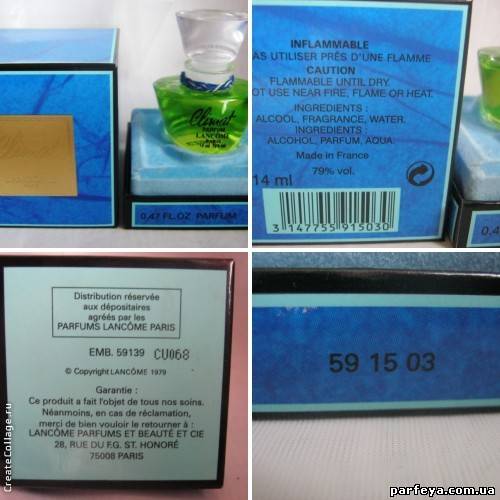 Climat
PARFUM
LANCÔME
PARIS
0,47 FL.OZ PARFUM
INFLAMMABLE
AS UTILISER PRÈS D'UNE FLAMME
CAUTION
FLAMMABLE UNTIL DRY.
OT USE NEAR FIRE, FLAME OR HEAT.
INGREDIENTS :
ALCOOL, FRAGRANCE, WATER.
INGREDIENTS :
ALCOHOL, PARFUM, AQUA.
Made in France
79% vol.
14 ml
3 147755 915030
0,4
Distribution réservée
aux dépositaires
agréés par les
PARFUMS LANCÔME PARIS
EMB. 59139 CU068
© Copyright LANCÔME 1979
Garantie :
Ce produit a fait l'objet de tous nos soins.
Néanmoins, en cas de réclamation,
merci de bien vouloir le retourner à :
LANCÔME PARFUMS ET BEAUTÉ ET CIE
28, RUE DU F.G. ST. HONORÉ
75008 PARIS
59 15 03
CreateCollage.ru
parfeya.com.ua